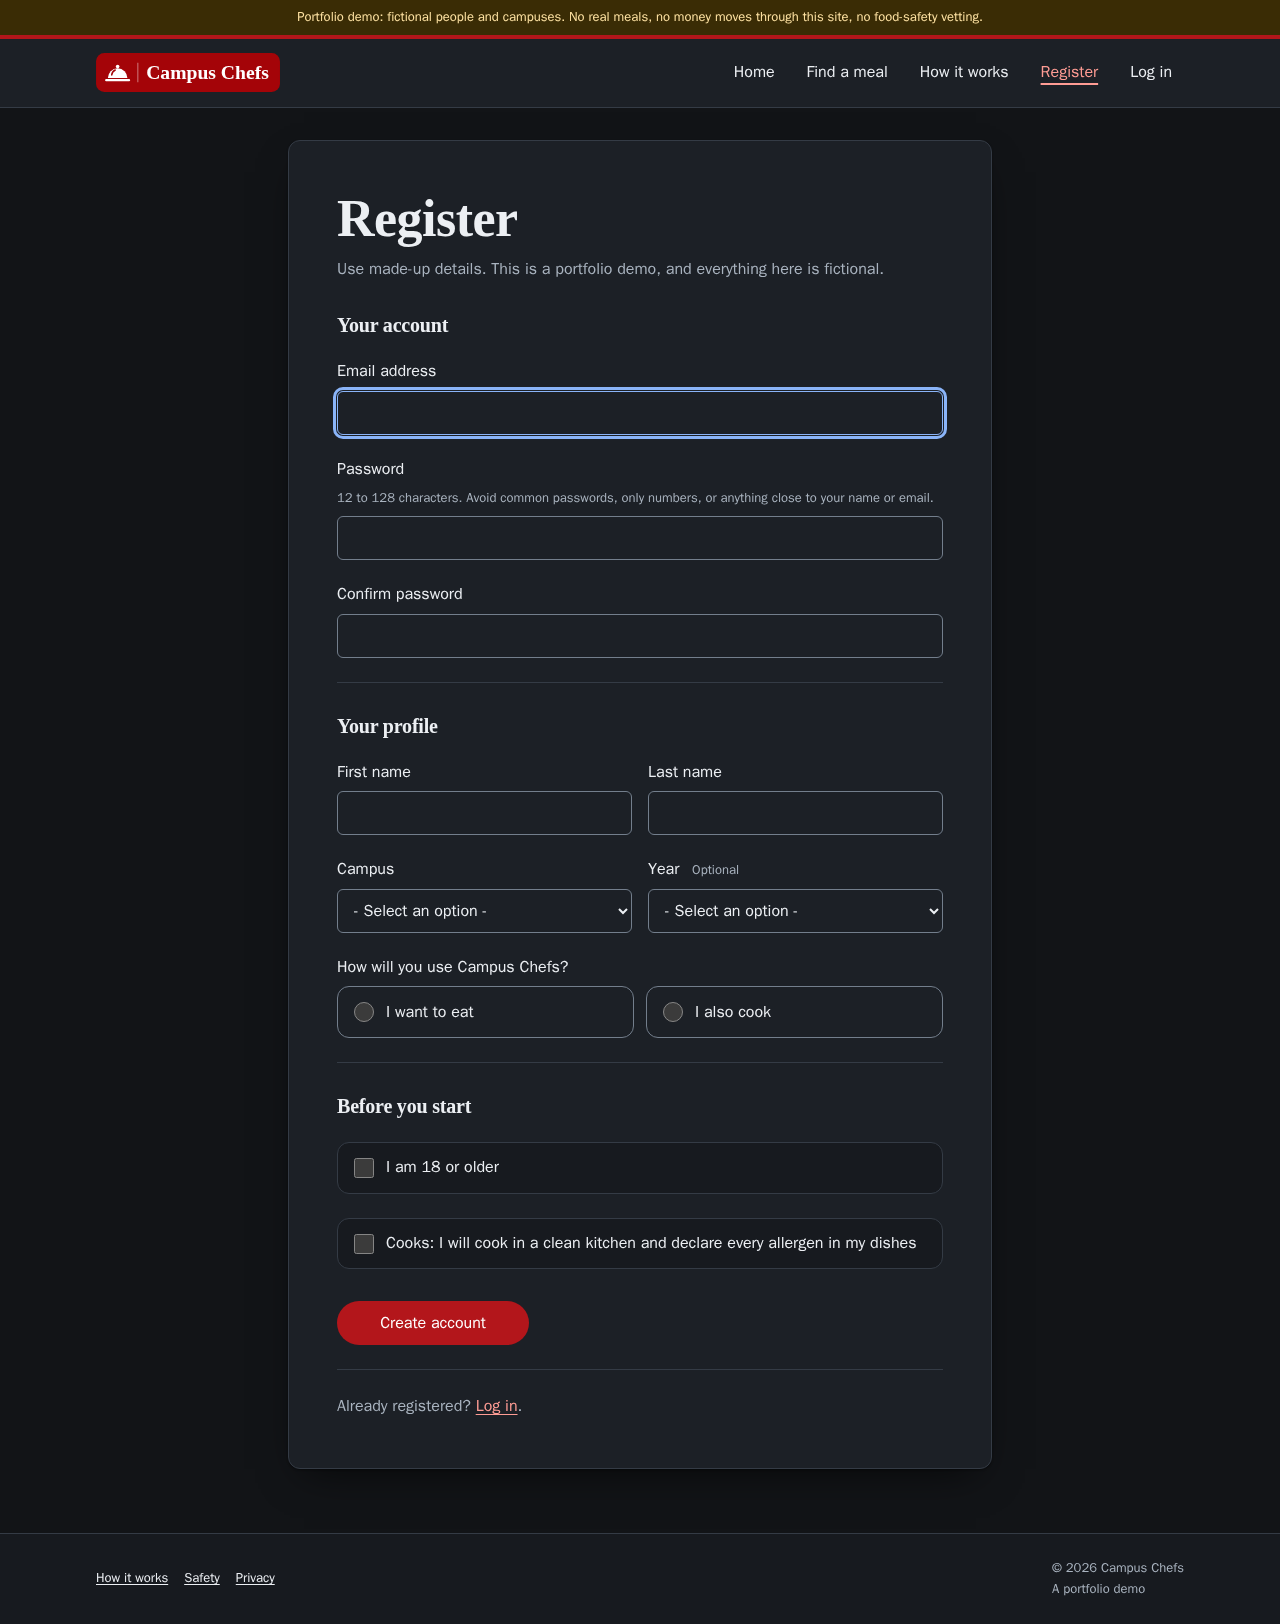 Portfolio demo: fictional people and campuses. No real meals, no money moves through this site, no food-safety vetting.
Campus Chefs
Home
Find a meal
How it works
Register
Log in
Register
Use made-up details. This is a portfolio demo, and everything here is fictional.
Your account
Email address
Password
12 to 128 characters. Avoid common passwords, only numbers, or anything close to your name or email.
Confirm password
Your profile
First name
Last name
Campus
Year Optional
- Select an option -
- Select an option -
How will you use Campus Chefs?
I want to eat
I also cook
Before you start
I am 18 or older
Cooks: I will cook in a clean kitchen and declare every allergen in my dishes
Create account
Already registered? Log in.
How it works
Safety
Privacy
© 2026 Campus Chefs
A portfolio demo